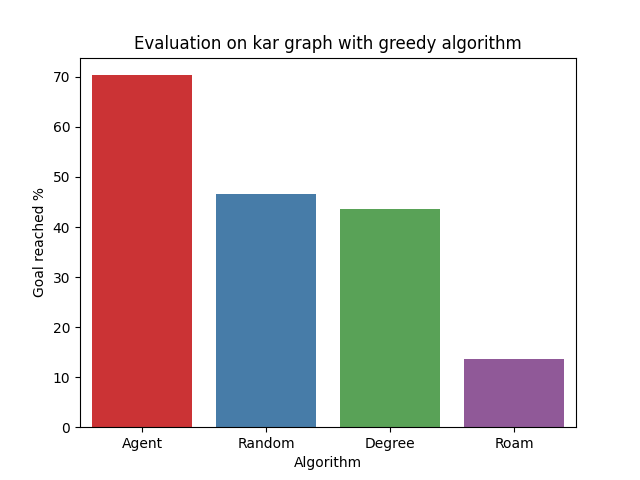 Evaluation on kar graph with greedy algorithm
Goal reached %
70
60
50
40
30
20
10
0
Agent Random Degree Roam
Algorithm